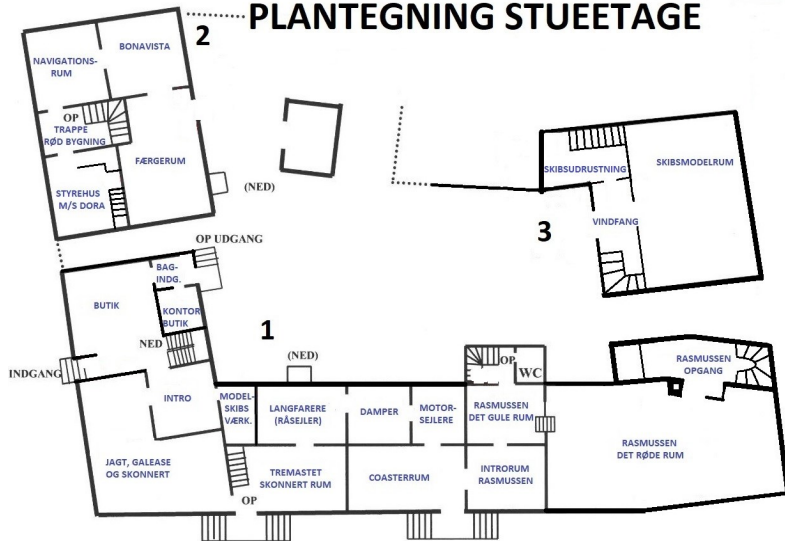 PLANTEGNING STUEETAGE
2
BONAVISTA
NAVIGATIONS-
RUM
OP
TRAPPE
RØD BYGNING
FÆRGERUM
STYREHUS
M/S DORA
(NED)
SKIBSUDRUSTNING
SKIBSMODELRUM
VINDFANG
3
OP UDGANG
BAG-
INDG.
BUTIK
KONTOR
BUTIK
NED
INDGANG
INTRO
1
(NED)
MODEL-
SKIBS
VÆRK.
LANGFARERE
(RÅSEJLER)
DAMPER
MOTOR-
SEJLERE
OP
WC
RASMUSSEN
DET GULE RUM
RASMUSSEN
OPGANG
JAGT, GALEASE
OG SKONNERT
OP
TREMASTET
SKONNERT RUM
COASTERRUM
INTRORUM
RASMUSSEN
RASMUSSEN
DET RØDE RUM